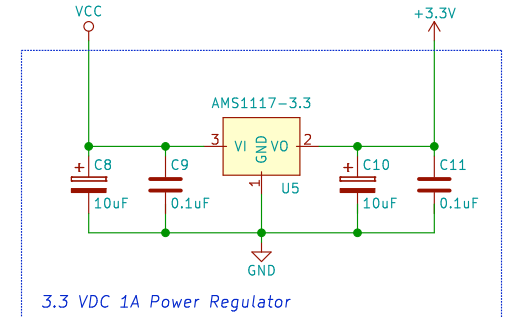 VCC
+3.3V
AMS1117-3.3
3 VI GND VO 2
1
U5
+ C8
10uF
C9
0.1uF
+ C10
10uF
C11
0.1uF
GND
3.3 VDC 1A Power Regulator